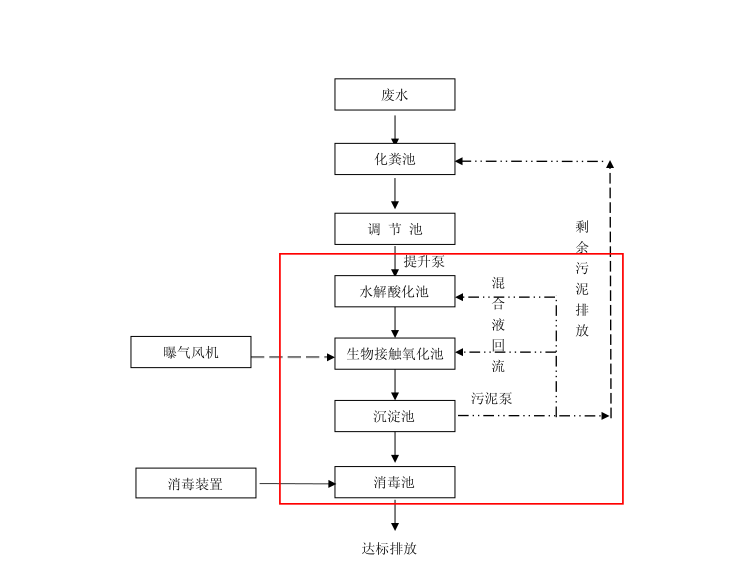 废水
化粪池
调 节 池
提升泵
水解酸化池
混合液回流
剩余污泥排放
曝气风机
生物接触氧化池
污泥泵
沉淀池
消毒装置
消毒池
达标排放